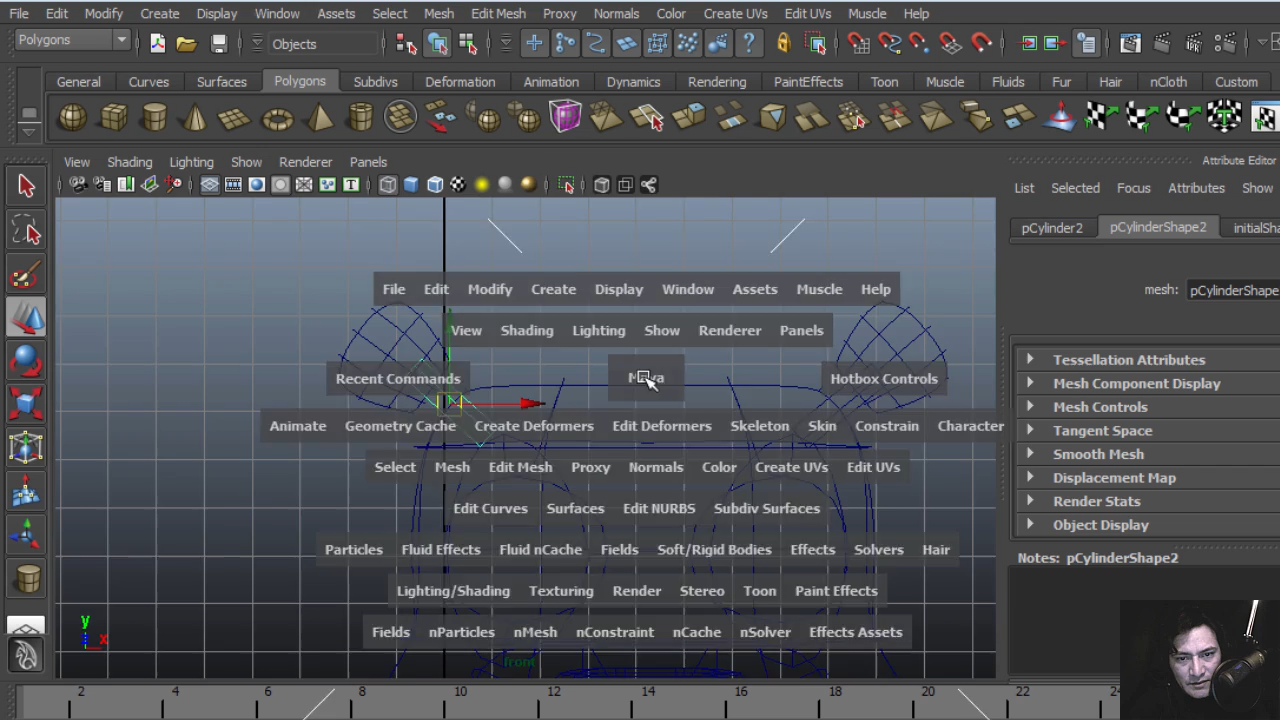 File Edit Modify Create Display Window Assets Select Mesh Edit Mesh Proxy Normals Color Create UVs Edit UVs Muscle Help
Polygons Objects
General Curves Surfaces Polygons Subdivs Deformation Animation Dynamics Rendering PaintEffects Toon Muscle Fluids Fur Hair nCloth Custom
View Shading Lighting Show Renderer Panels
Attribute Editor
List Selected Focus Attributes Show
pCylinder2 pCylinderShape2 initialSha
mesh: pCylinderShape
File Edit Modify Create Display Window Assets Muscle Help
View Shading Lighting Show Renderer Panels
Recent Commands Hotbox Controls
Animate Geometry Cache Create Deformers Edit Deformers Skeleton Skin Constrain Character
Select Mesh Edit Mesh Proxy Normals Color Create UVs Edit UVs
Edit Curves Surfaces Edit NURBS Subdiv Surfaces
Particles Fluid Effects Fluid nCache Fields Soft/Rigid Bodies Effects Solvers Hair
Lighting/Shading Texturing Render Stereo Toon Paint Effects
Fields nParticles nMesh nConstraint nCache nSolver Effects Assets
Tessellation Attributes
Mesh Component Display
Mesh Controls
Tangent Space
Smooth Mesh
Displacement Map
Render Stats
Object Display
Notes: pCylinderShape2
y
x
front
2 4 6 8 10 12 14 16 18 20 22 24